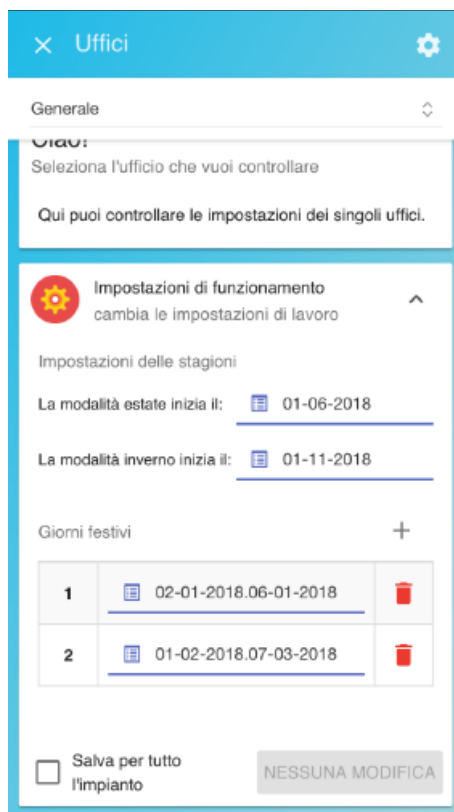 Uffici
Generale
Ciao!
Seleziona l'ufficio che vuoi controllare
Qui puoi controllare le impostazioni dei singoli uffici.
Impostazioni di funzionamento
cambia le impostazioni di lavoro
Impostazioni delle stagioni
La modalità estate inizia il: 01-06-2018
La modalità inverno inizia il: 01-11-2018
Giorni festivi
1 02-01-2018.06-01-2018
2 01-02-2018.07-03-2018
Salva per tutto
l'impianto
NESSUNA MODIFICA